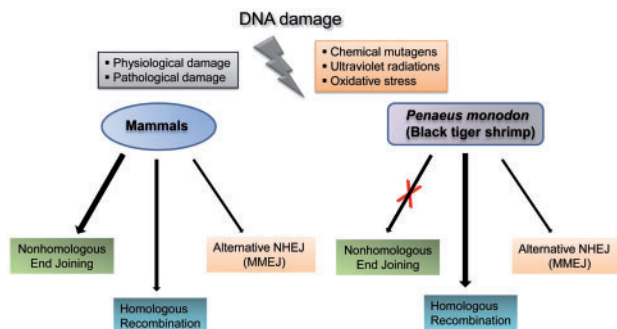 DNA damage
▪ Physiological damage
▪ Pathological damage
▪ Chemical mutagens
▪ Ultraviolet radiations
▪ Oxidative stress
Mammals
Penaeus monodon
(Black tiger shrimp)
Nonhomologous
End Joining
Alternative NHEJ
(MMEJ)
Homologous
Recombination
Nonhomologous
End Joining
Alternative NHEJ
(MMEJ)
Homologous
Recombination